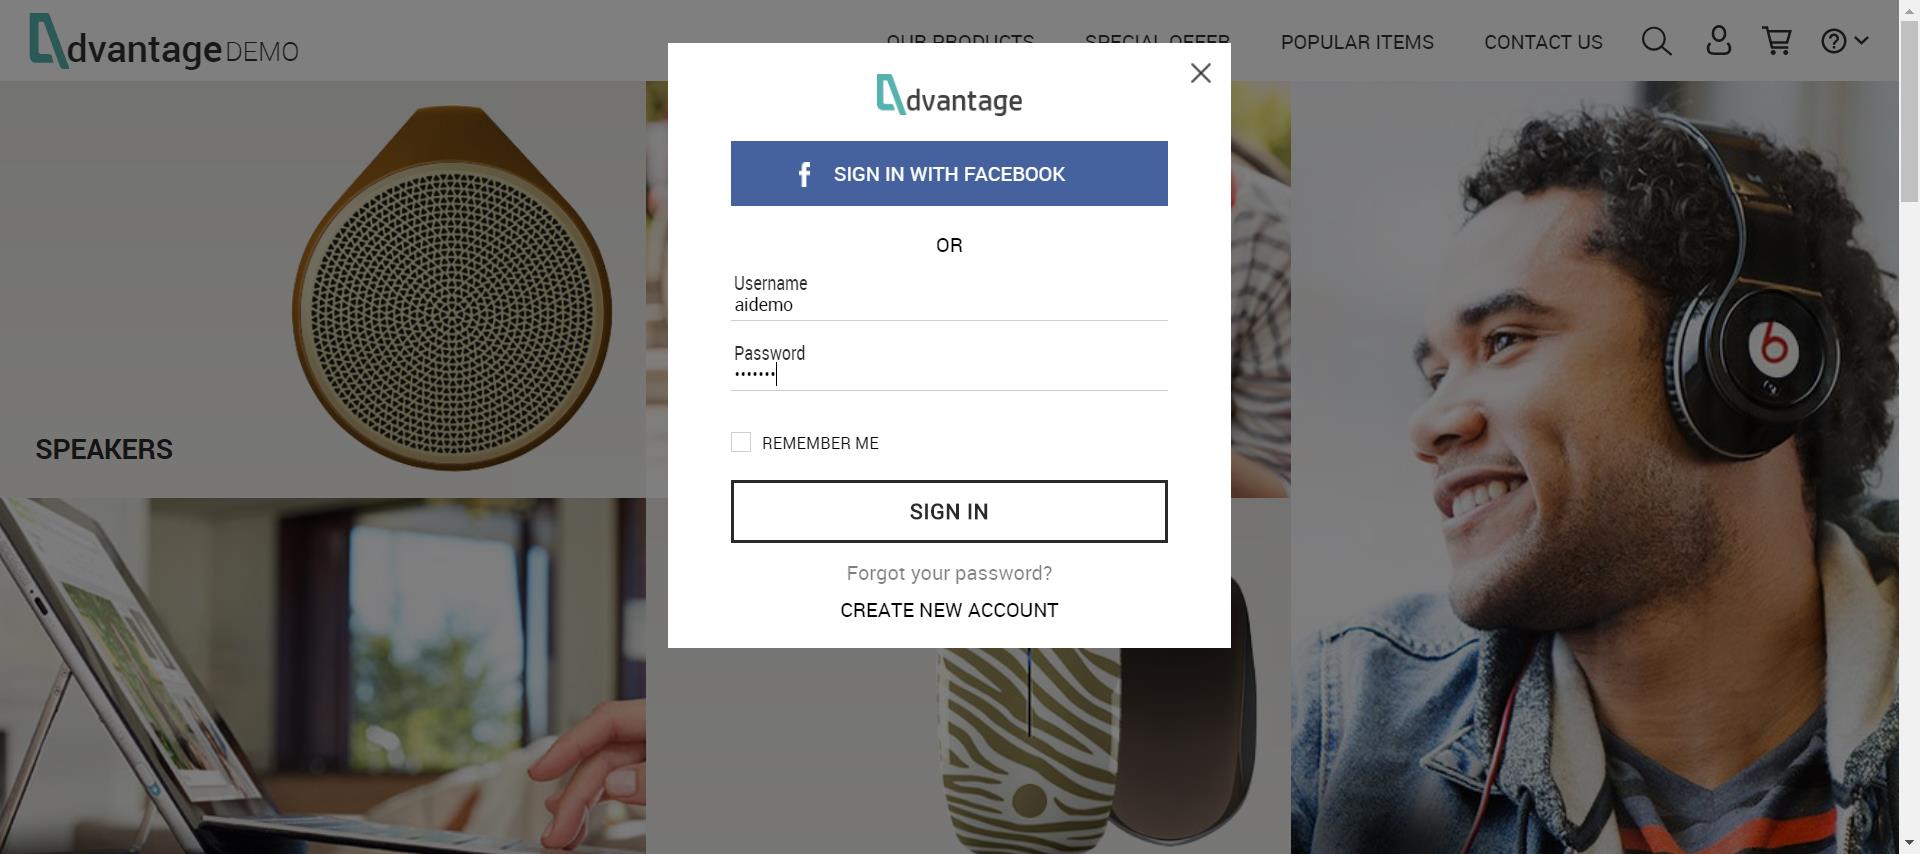 dvantage DEMO
OUR PRODUCTS SPECIAL OFFER POPULAR ITEMS CONTACT US
dvantage
SIGN IN WITH FACEBOOK
OR
Username
aidemo
Password
•••••••
REMEMBER ME
SIGN IN
Forgot your password?
CREATE NEW ACCOUNT
SPEAKERS